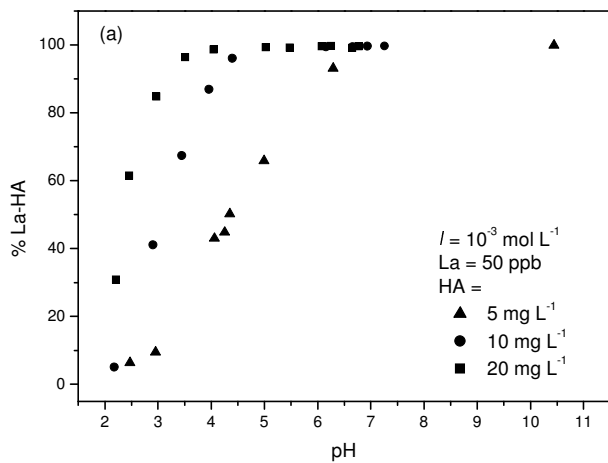 (a)
100
80
60
40
20
0
% La-HA
I = 10⁻³ mol L⁻¹
La = 50 ppb
HA =
5 mg L⁻¹
10 mg L⁻¹
20 mg L⁻¹
2 3 4 5 6 7 8 9 10 11
pH